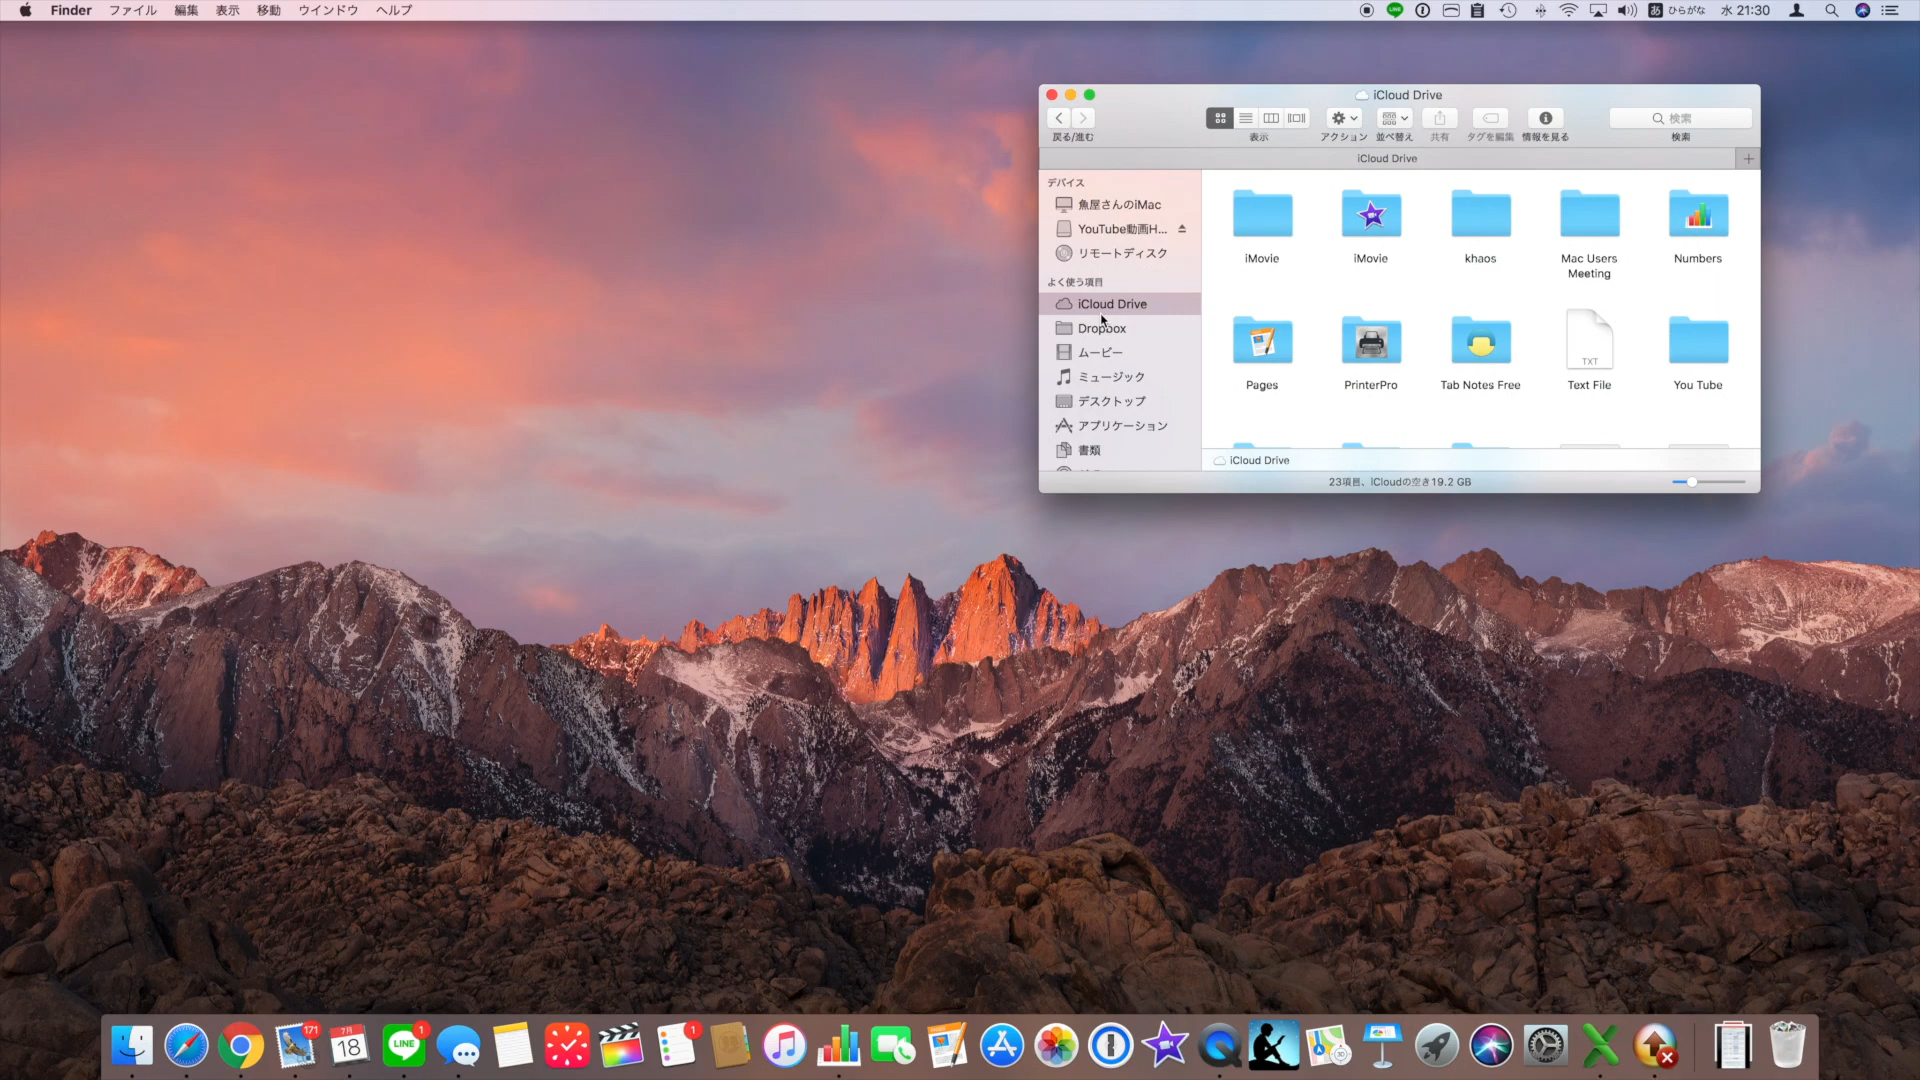 Finder ファイル 編集 表示 移動 ウインドウ ヘルプ
LINE あ ひらがな 水 21:30
iCloud Drive
検索
戻る/進む 表示 アクション 並べ替え 共有 タグを編集 情報を見る 検索
iCloud Drive
デバイス
魚屋さんのiMac
YouTube動画H...
リモートディスク
よく使う項目
iCloud Drive
Dropbox
ムービー
ミュージック
デスクトップ
アプリケーション
書類
iMovie iMovie khaos Mac Users Meeting Numbers
TXT
Pages PrinterPro Tab Notes Free Text File You Tube
iCloud Drive
23項目、iCloudの空き19.2 GB
171 7月 18 LINE 1 1